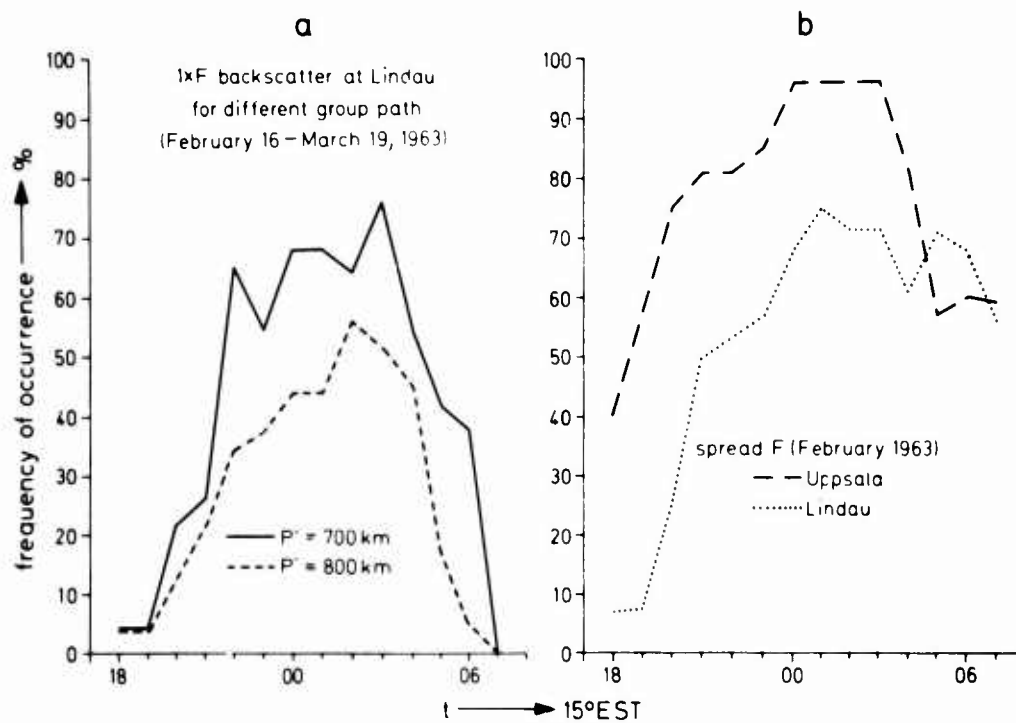 a
1xF backscatter at Lindau
for different group path
(February 16 – March 19, 1963)
frequency of occurrence %
100
90
80
70
60
50
40
30
20
10
0
P' = 700 km
P' = 800 km
18
00
06
b
100
90
80
70
60
50
40
30
20
10
0
spread F (February 1963)
Uppsala
Lindau
18
00
06
t 15°EST